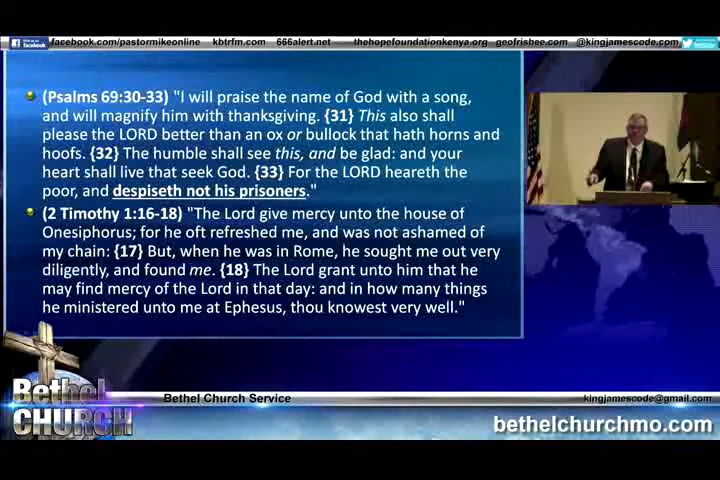 facebook.com/pastormikeonline kbtrfm.com 666alert.net thehopefoundationkenya.org geofrisbee.com @kingjamescode.com
(Psalms 69:30-33) "I will praise the name of God with a song,
and will magnify him with thanksgiving. {31} This also shall
please the LORD better than an ox or bullock that hath horns and
hoofs. {32} The humble shall see this, and be glad: and your
heart shall live that seek God. {33} For the LORD heareth the
poor, and despiseth not his prisoners."
(2 Timothy 1:16-18) "The Lord give mercy unto the house of
Onesiphorus; for he oft refreshed me, and was not ashamed of
my chain: {17} But, when he was in Rome, he sought me out very
diligently, and found me. {18} The Lord grant unto him that he
may find mercy of the Lord in that day: and in how many things
he ministered unto me at Ephesus, thou knowest very well."
Bethel
CHURCH
Bethel Church Service
kingjamescode@gmail.com
bethelchurchmo.com